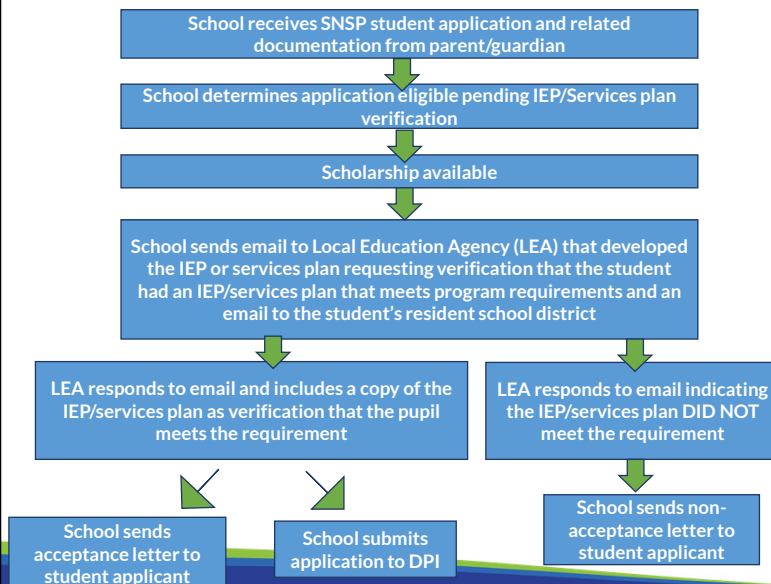 School receives SNSP student application and related
documentation from parent/guardian
School determines application eligible pending IEP/Services plan
verification
Scholarship available
School sends email to Local Education Agency (LEA) that developed
the IEP or services plan requesting verification that the student
had an IEP/services plan that meets program requirements and an
email to the student's resident school district
LEA responds to email and includes a copy of the
IEP/services plan as verification that the pupil
meets the requirement
LEA responds to email indicating
the IEP/services plan DID NOT
meet the requirement
School sends
acceptance letter to
student applicant
School submits
application to DPI
School sends non-
acceptance letter to
student applicant